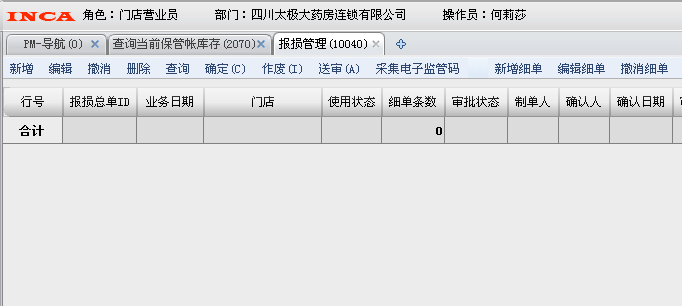 INCA 角色：门店营业员 部门：四川太极大药房连锁有限公司 操作员：何莉莎
PM-导航(0) 查询当前保管帐库存(2070) 报损管理(10040)
新增 编辑 撤消 删除 查询 确定(C) 作废(I) 送审(A) 采集电子监管码 新增细单 编辑细单 撤消细单
行号 报损总单ID 业务日期 门店 使用状态 细单条数 审批状态 制单人 确认人 确认日期
合计 0